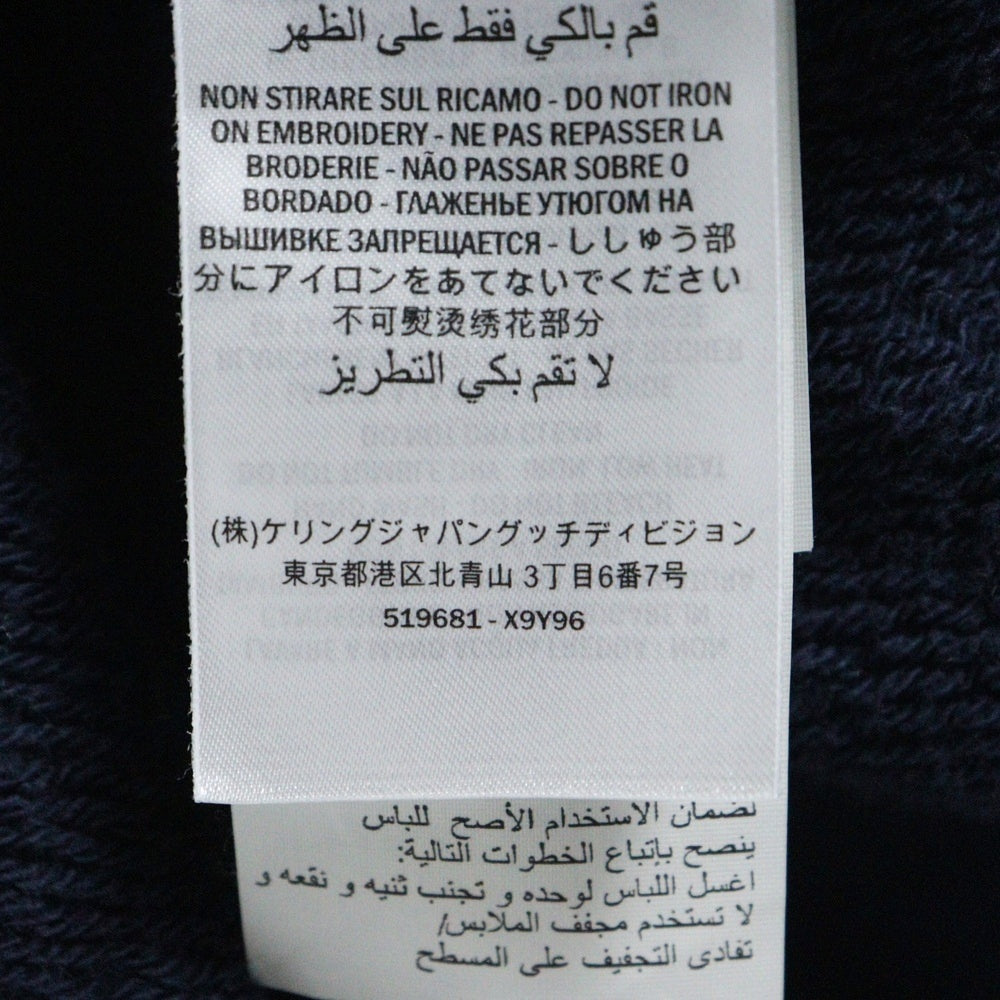 قم بالكي فقط على الظهر
NON STIRARE SUL RICAMO - DO NOT IRON
ON EMBROIDERY - NE PAS REPASSER LA
BRODERIE - NÃO PASSAR SOBRE O
BORDADO - ГЛАЖЕНЬЕ УТЮГОМ НА
ВЫШИВКЕ ЗАПРЕЩАЕТСЯ - ししゅう部
分にアイロンをあてないでください
不可熨烫绣花部分
لا تقم بكي التطريز
(株)ケリングジャパングッチディビジョン
東京都港区北青山 3丁目6番7号
519681 - X9Y96
لضمان الاستخدام الأصح للباس
ينصح بإتباع الخطوات التالية:
اغسل اللباس لوحده و تجنب ثنيه و نقعه و
لا تستخدم مجفف الملابس/
تفادى التجفيف على المسطح